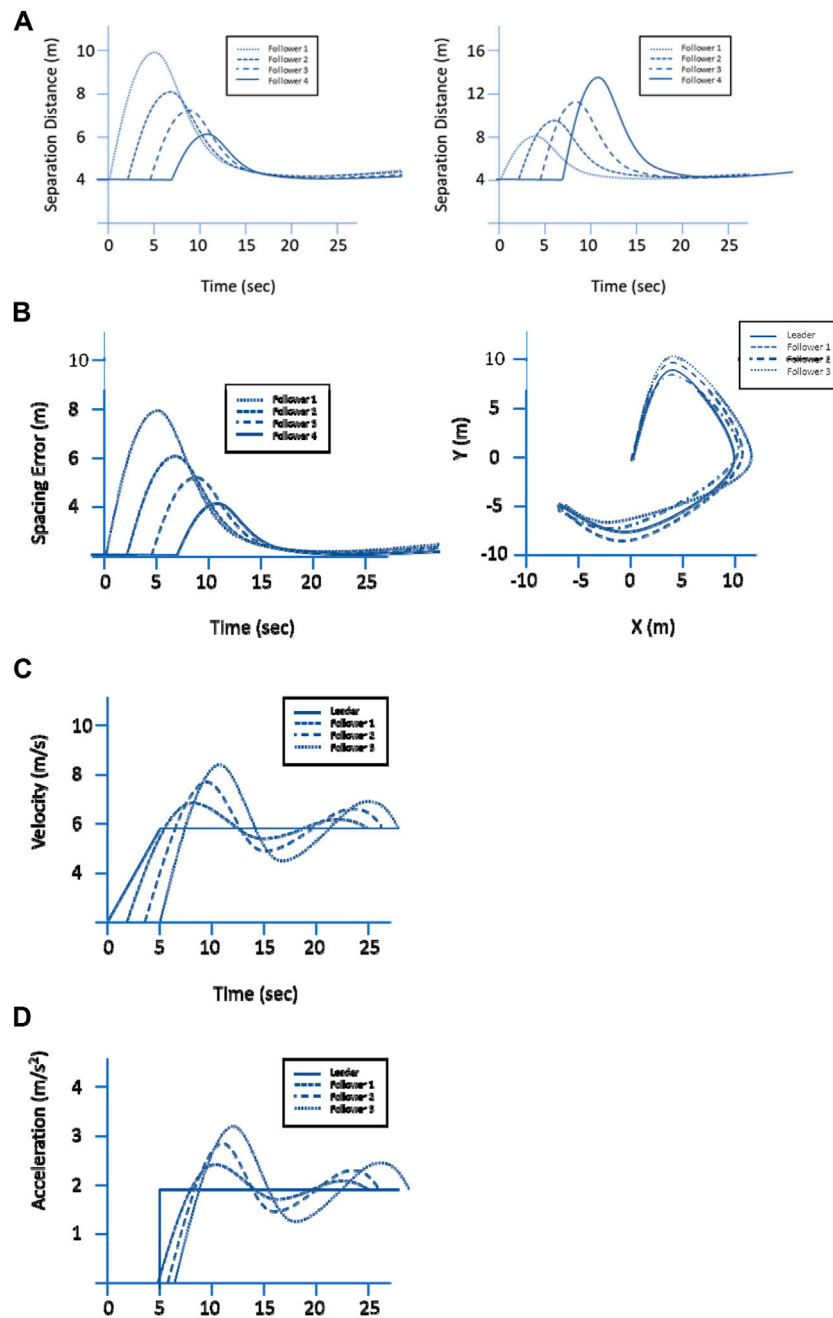 A
Separation Distance (m)
10
8
6
4
0 5 10 15 20 25
Time (sec)
Follower 1
Follower 2
Follower 3
Follower 4
Separation Distance (m)
16
12
8
4
0 5 10 15 20 25
Time (sec)
Follower 1
Follower 2
Follower 3
Follower 4
B
Spacing Error (m)
10
8
6
4
0 5 10 15 20 25
Time (sec)
Follower 1
Follower 2
Follower 3
Follower 4
Y (m)
10
5
0
-5
-10
-10 -5 0 5 10
X (m)
Leader
Follower 1
Follower 2
Follower 3
C
Velocity (m/s)
10
8
6
4
0 5 10 15 20 25
Time (sec)
Leader
Follower 1
Follower 2
Follower 3
D
Acceleration (m/s²)
4
3
2
1
0 5 10 15 20 25
Leader
Follower 1
Follower 2
Follower 3